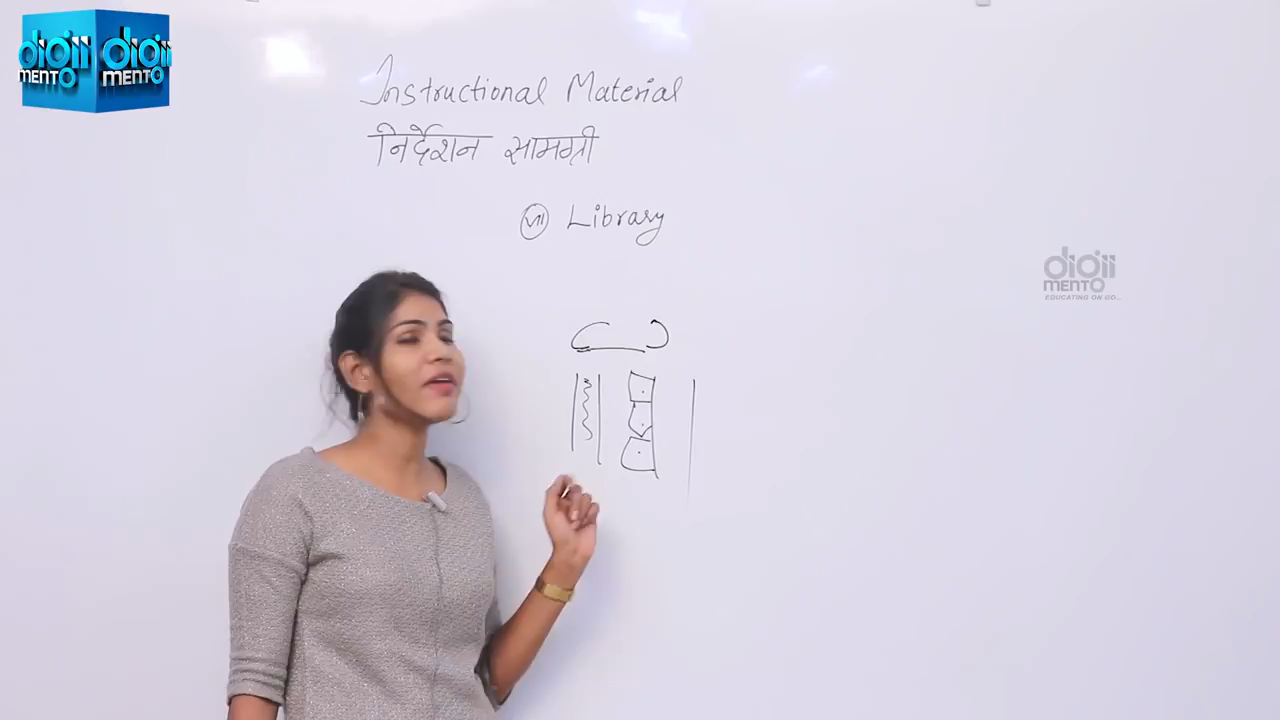 digii MENTO digii MENTO
Instructional Material
निर्देशन सामग्री
VII Library
digii MENTO
EDUCATING ON GO...